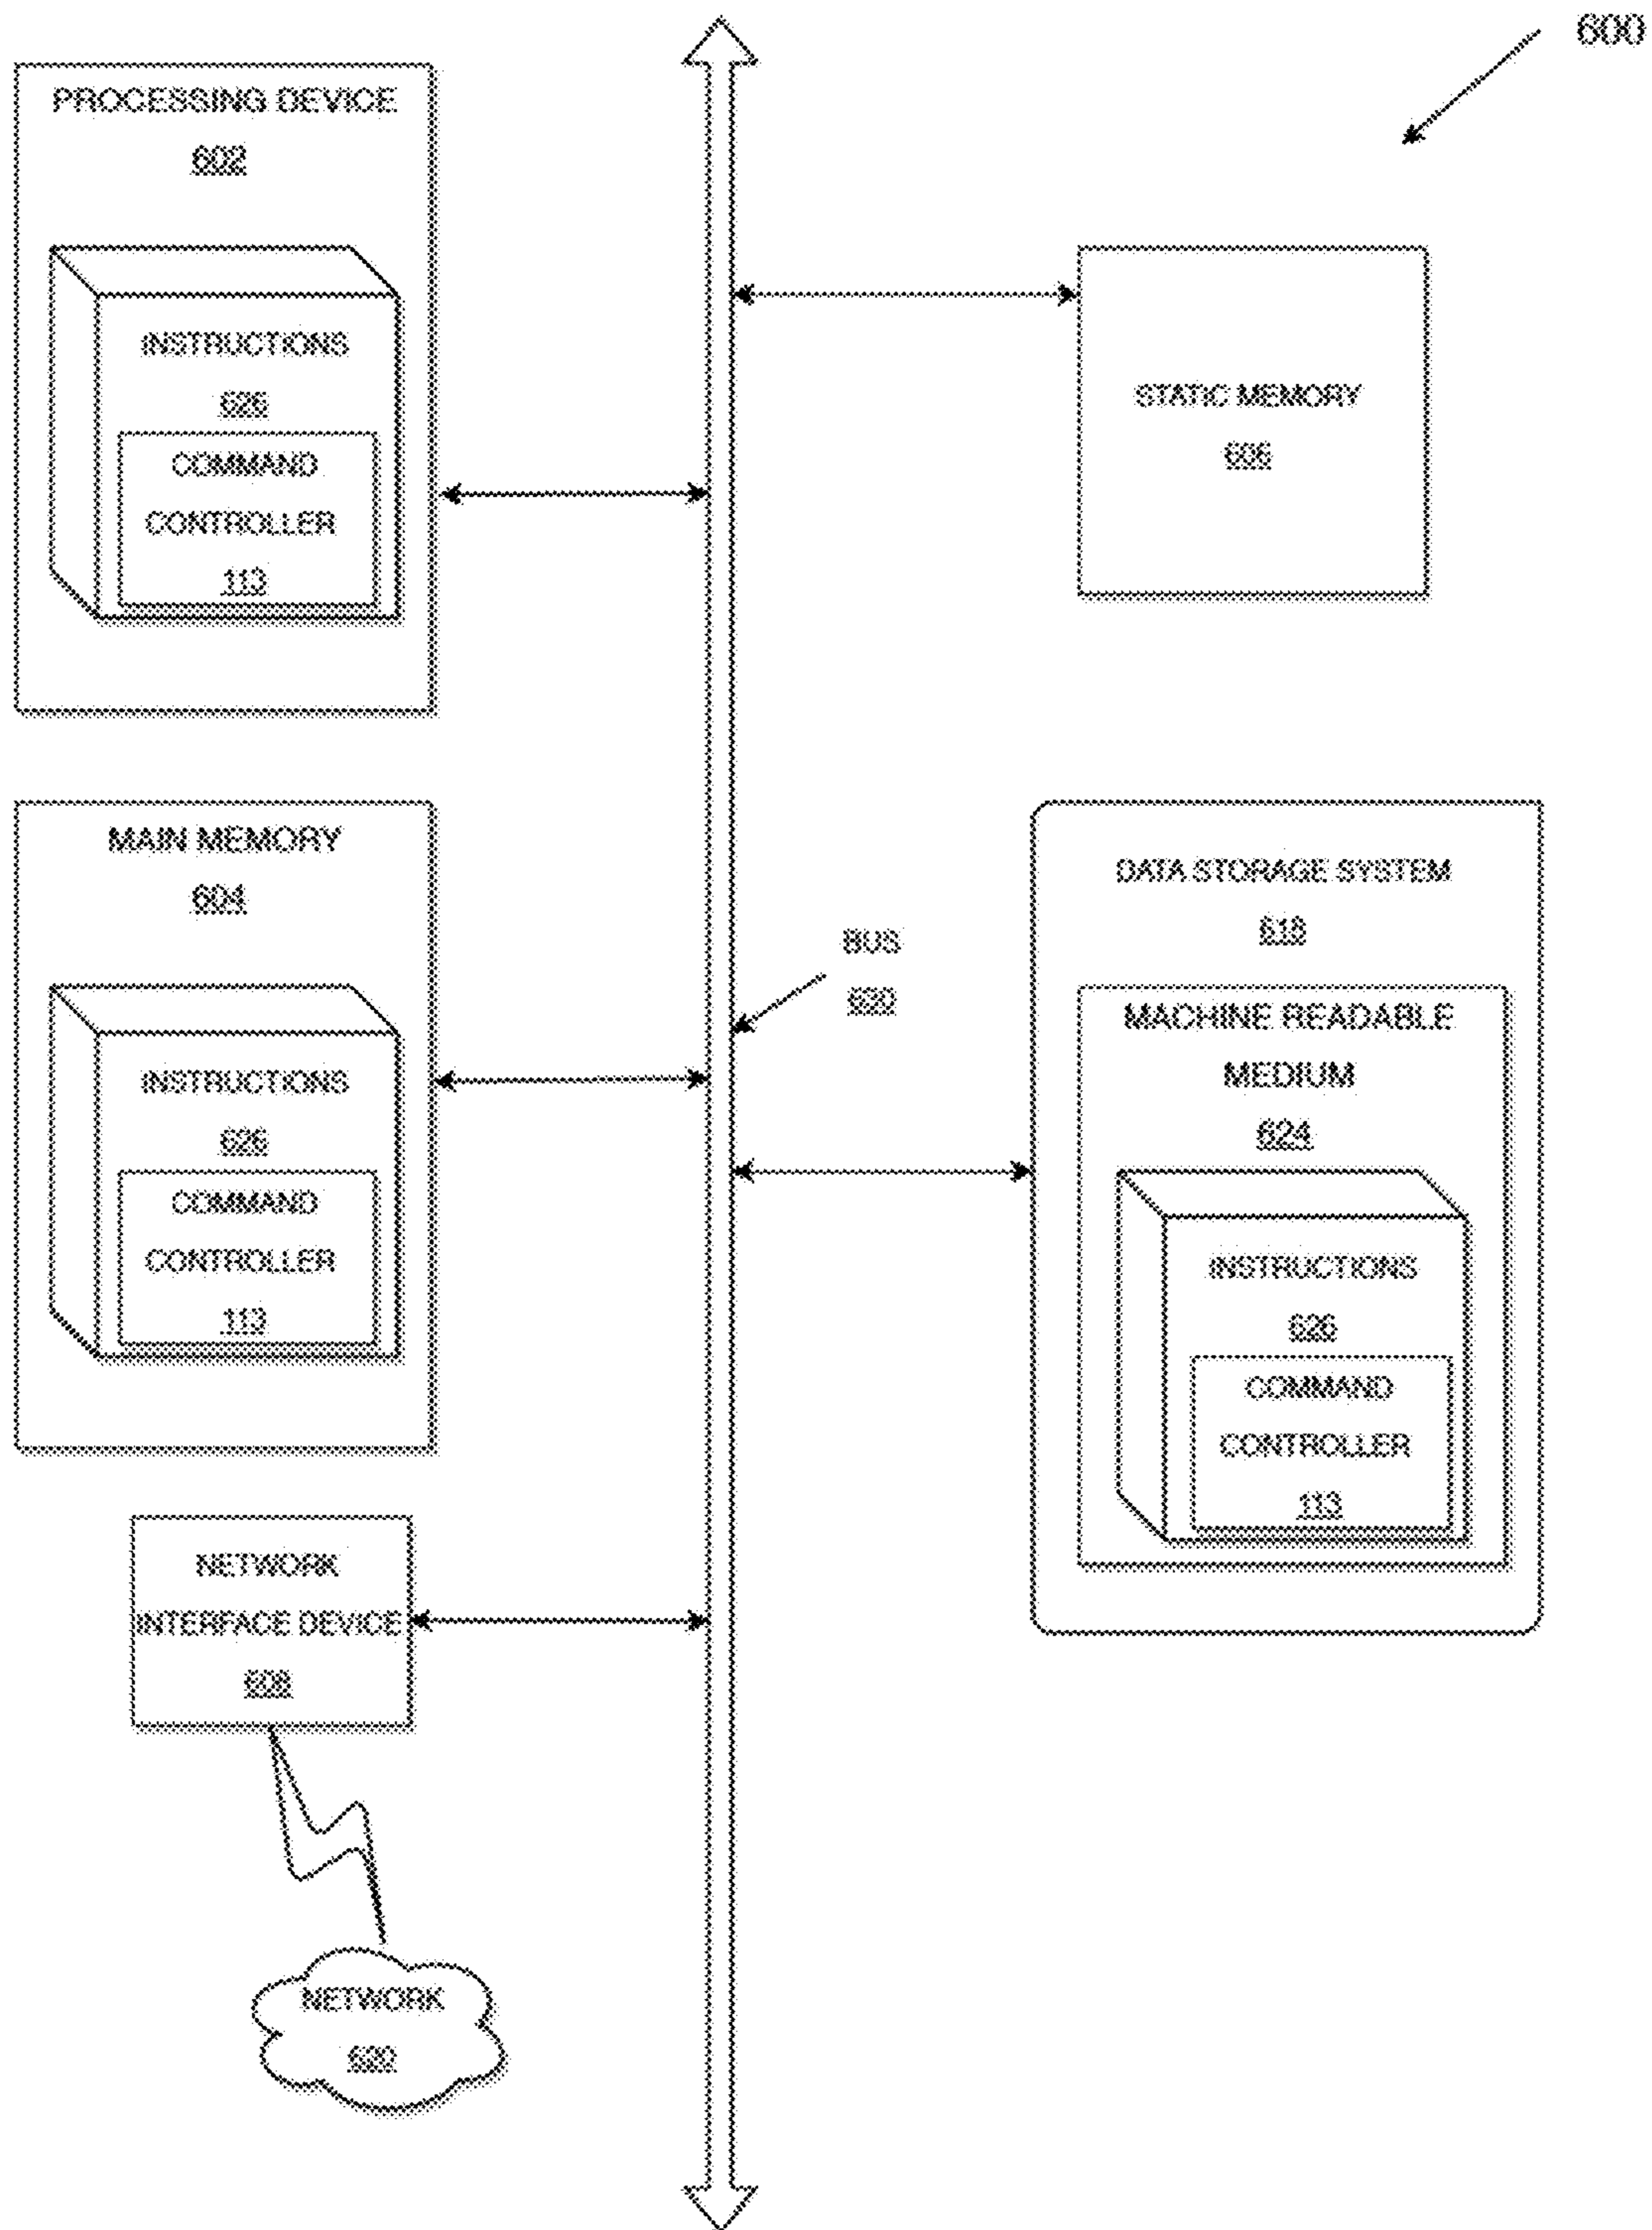 600
PROCESSING DEVICE
602
INSTRUCTIONS
626
COMMAND
CONTROLLER
113
STATIC MEMORY
606
MAIN MEMORY
604
INSTRUCTIONS
626
COMMAND
CONTROLLER
113
BUS
630
DATA STORAGE SYSTEM
618
MACHINE READABLE
MEDIUM
624
INSTRUCTIONS
626
COMMAND
CONTROLLER
113
NETWORK
INTERFACE DEVICE
608
NETWORK